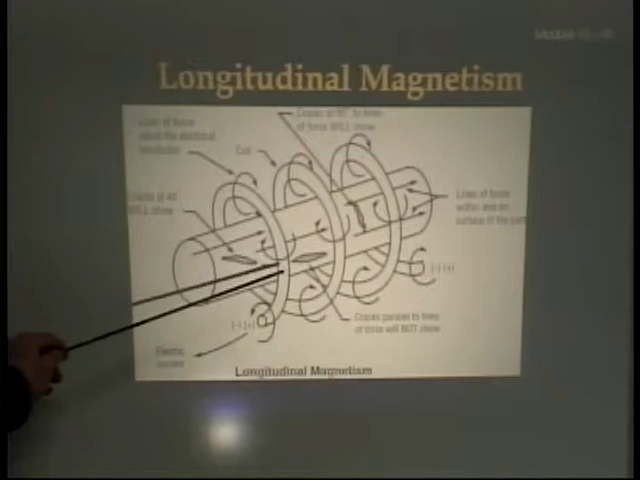 Longitudinal Magnetism
Cracks at 90° to lines
of force WILL show
Lines of force
about the electrical
Coil
Cracks at 45°
WILL show
Lines of force
within and on
surface of the part
Cracks parallel to lines
of force will NOT show
Electric
current
Longitudinal Magnetism